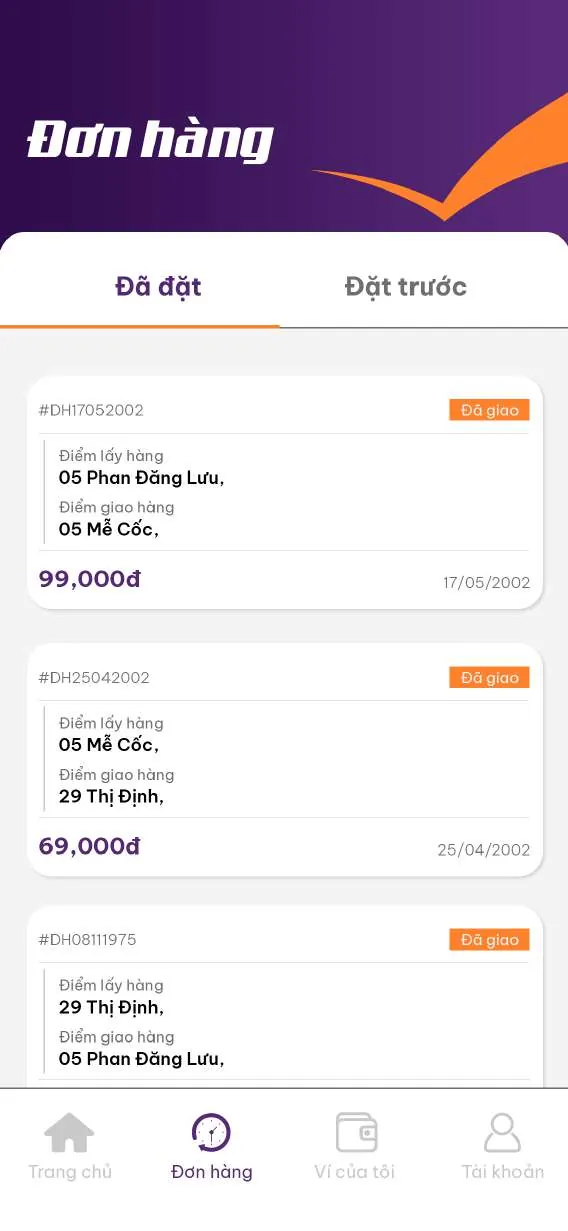 Đơn hàng
Đã đặt
Đặt trước
#DH17052002
Đã giao
Điểm lấy hàng
05 Phan Đăng Lưu,
Điểm giao hàng
05 Mễ Cốc,
99,000đ
17/05/2002
#DH25042002
Đã giao
Điểm lấy hàng
05 Mễ Cốc,
Điểm giao hàng
29 Thị Định,
69,000đ
25/04/2002
#DH08111975
Đã giao
Điểm lấy hàng
29 Thị Định,
Điểm giao hàng
05 Phan Đăng Lưu,
Trang chủ
Đơn hàng
Ví của tôi
Tài khoản